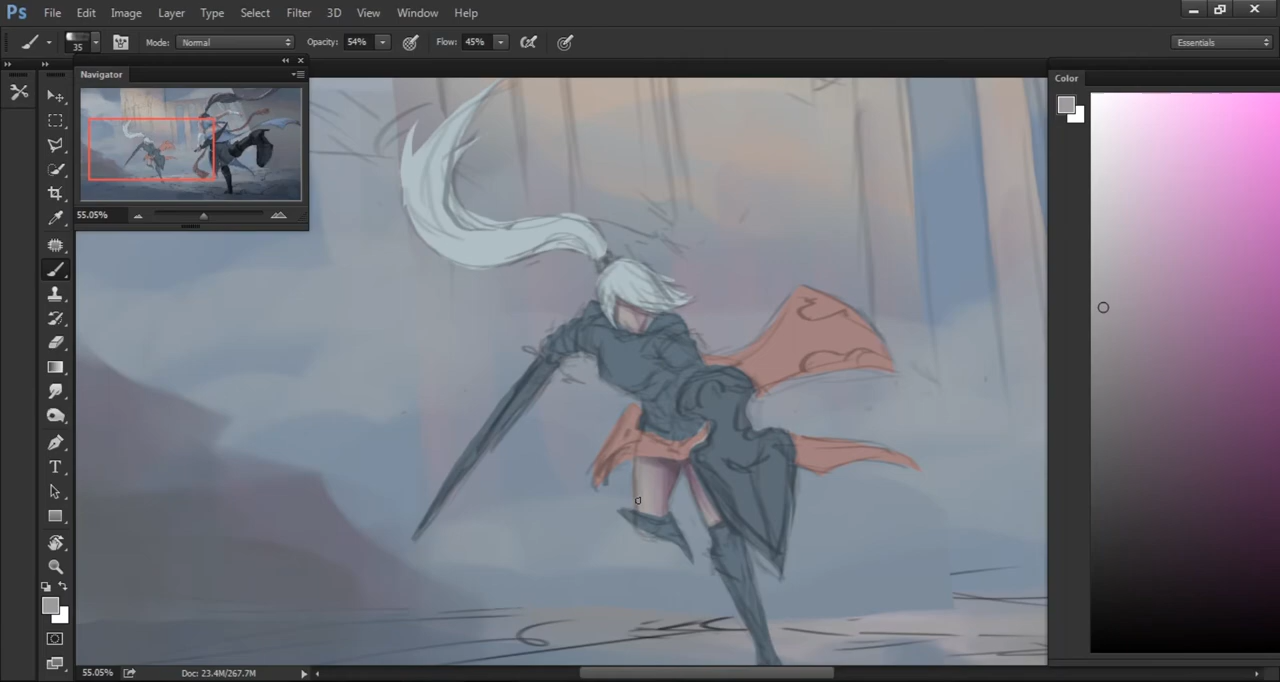 Ps File Edit Image Layer Type Select Filter 3D View Window Help
35 Mode: Normal Opacity: 54% Flow: 45% Essentials
Navigator
Color
55.05%
T
55.05% Doc: 23.4M/267.7M